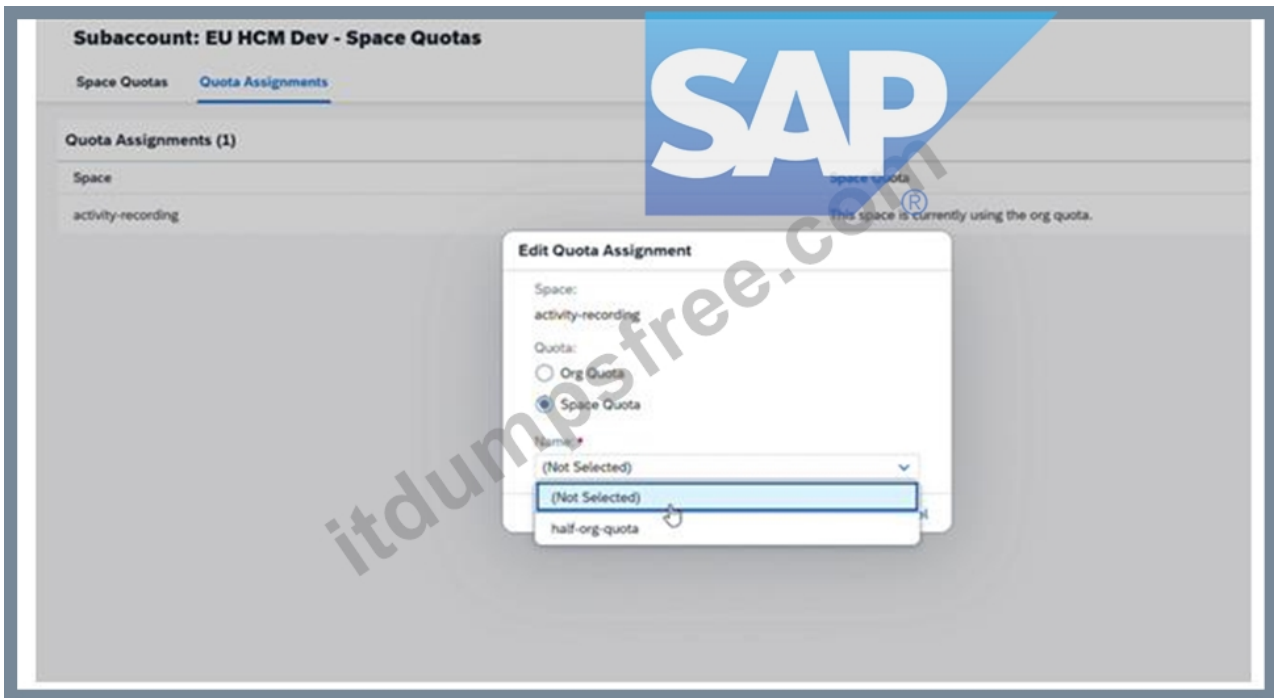 Subaccount: EU HCM Dev - Space Quotas
Space Quotas Quota Assignments
SAP
®
Quota Assignments (1)
Space Space Quota
activity-recording This space is currently using the org quota.
Edit Quota Assignment
Space:
activity-recording
Quota:
Org Quota
Space Quota
Name: *
(Not Selected)
(Not Selected)
half-org-quota
itdumpsfree.com